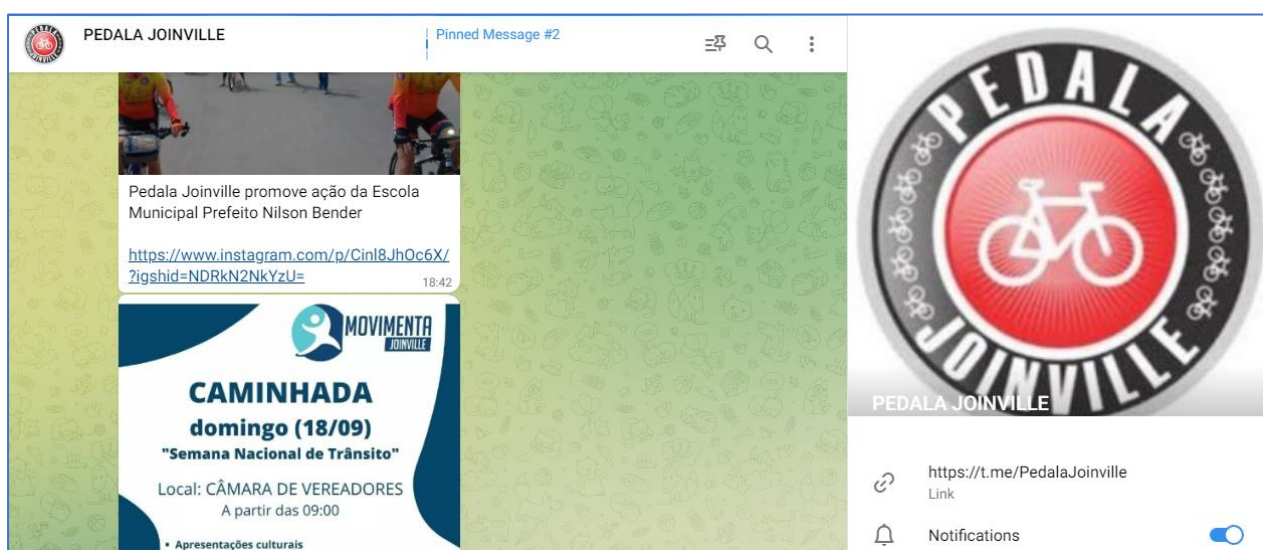 PEDALA JOINVILLE
Pinned Message #2
Pedala Joinville promove ação da Escola
Municipal Prefeito Nilson Bender
https://www.instagram.com/p/Cinl8JhOc6X/
?igshid=NDRkN2NkYzU=
18:42
MOVIMENTA
JOINVILLE
CAMINHADA
domingo (18/09)
"Semana Nacional de Trânsito"
Local: CÂMARA DE VEREADORES
A partir das 09:00
• Apresentações culturais
PEDALA
JOINVILLE
PEDALA JOINVILLE
https://t.me/PedalaJoinville
Link
Notifications